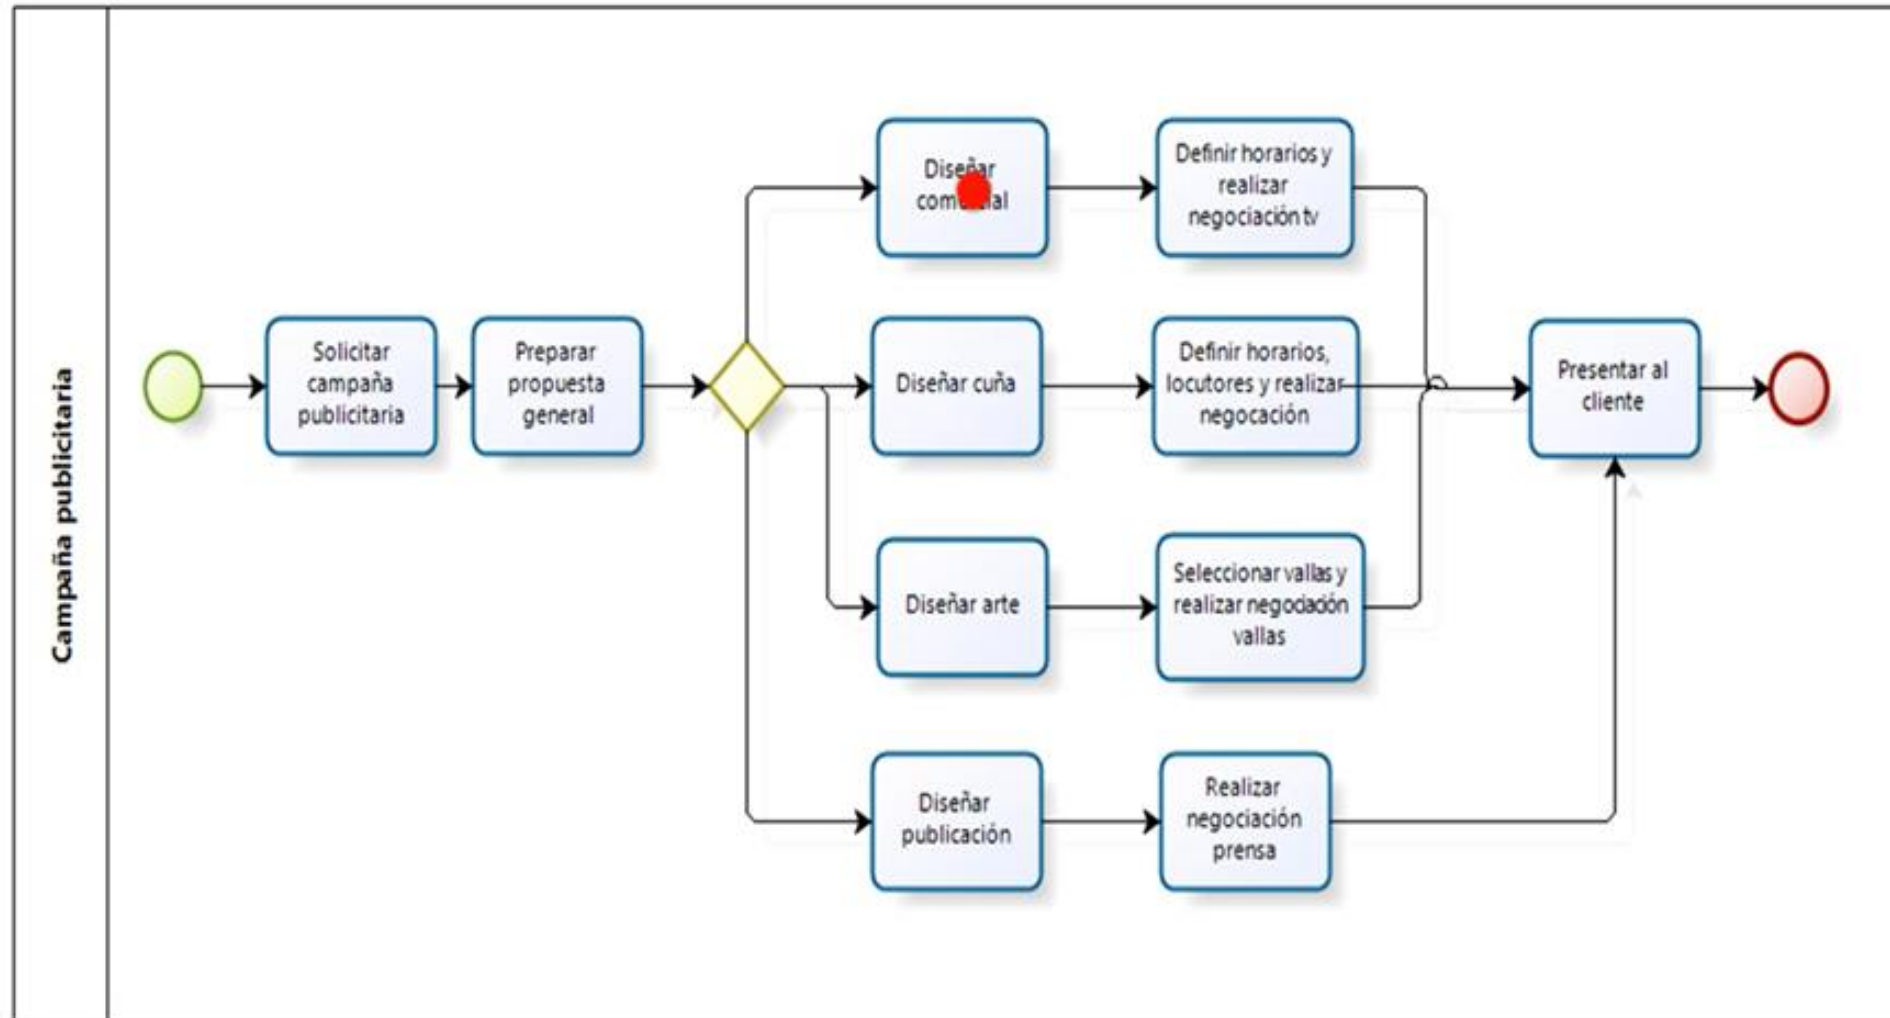 Campaña publicitaria
Solicitar
campaña
publicitaria
Preparar
propuesta
general
Diseñar
Definir horarios y
realizar
negociación tv
Diseñar cuña
Definir horarios,
locutores y realizar
negocación
Diseñar arte
Seleccionar vallas y
realizar negodación
vallas
Diseñar
publicación
Realizar
negociación
prensa
Presentar al
cliente